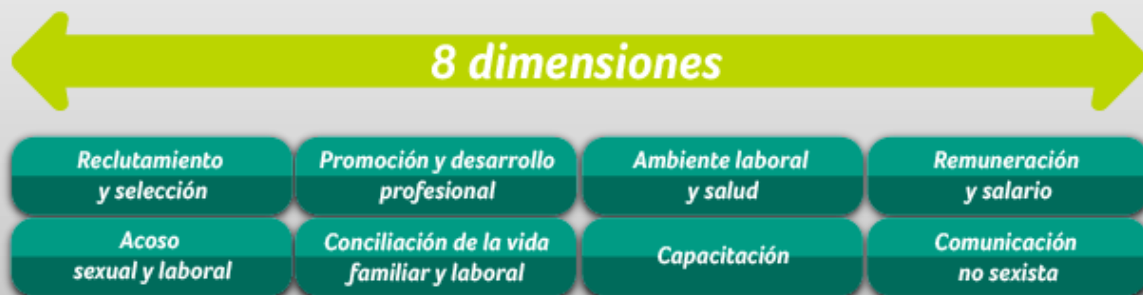 8 dimensiones
Reclutamiento
y selección
Promoción y desarrollo
profesional
Ambiente laboral
y salud
Remuneración
y salario
Acoso
sexual y laboral
Conciliación de la vida
familiar y laboral
Capacitación
Comunicación
no sexista